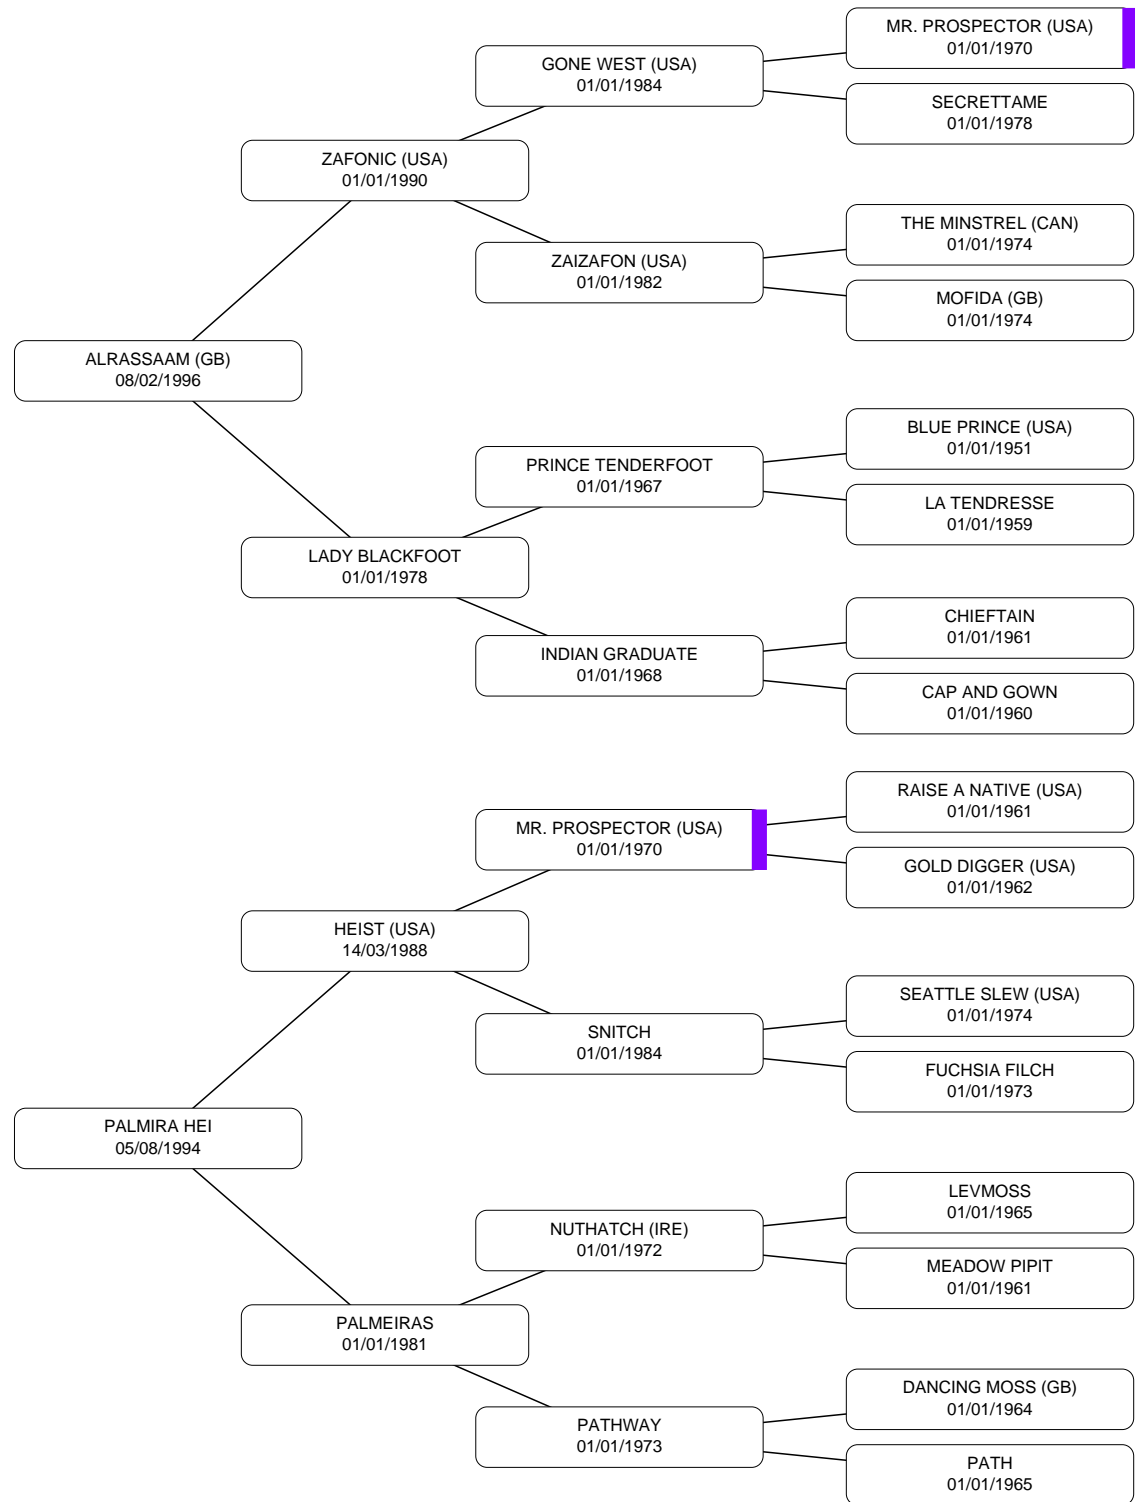 MR. PROSPECTOR (USA)
01/01/1970
GONE WEST (USA)
01/01/1984
SECRETTAME
01/01/1978
ZAFONIC (USA)
01/01/1990
THE MINSTREL (CAN)
01/01/1974
ZAIZAFON (USA)
01/01/1982
MOFIDA (GB)
01/01/1974
ALRASSAAM (GB)
08/02/1996
BLUE PRINCE (USA)
01/01/1951
PRINCE TENDERFOOT
01/01/1967
LA TENDRESSE
01/01/1959
LADY BLACKFOOT
01/01/1978
CHIEFTAIN
01/01/1961
INDIAN GRADUATE
01/01/1968
CAP AND GOWN
01/01/1960
RAISE A NATIVE (USA)
01/01/1961
MR. PROSPECTOR (USA)
01/01/1970
GOLD DIGGER (USA)
01/01/1962
HEIST (USA)
14/03/1988
SEATTLE SLEW (USA)
01/01/1974
SNITCH
01/01/1984
FUCHSIA FILCH
01/01/1973
PALMIRA HEI
05/08/1994
LEVMOSS
01/01/1965
NUTHATCH (IRE)
01/01/1972
MEADOW PIPIT
01/01/1961
PALMEIRAS
01/01/1981
DANCING MOSS (GB)
01/01/1964
PATHWAY
01/01/1973
PATH
01/01/1965